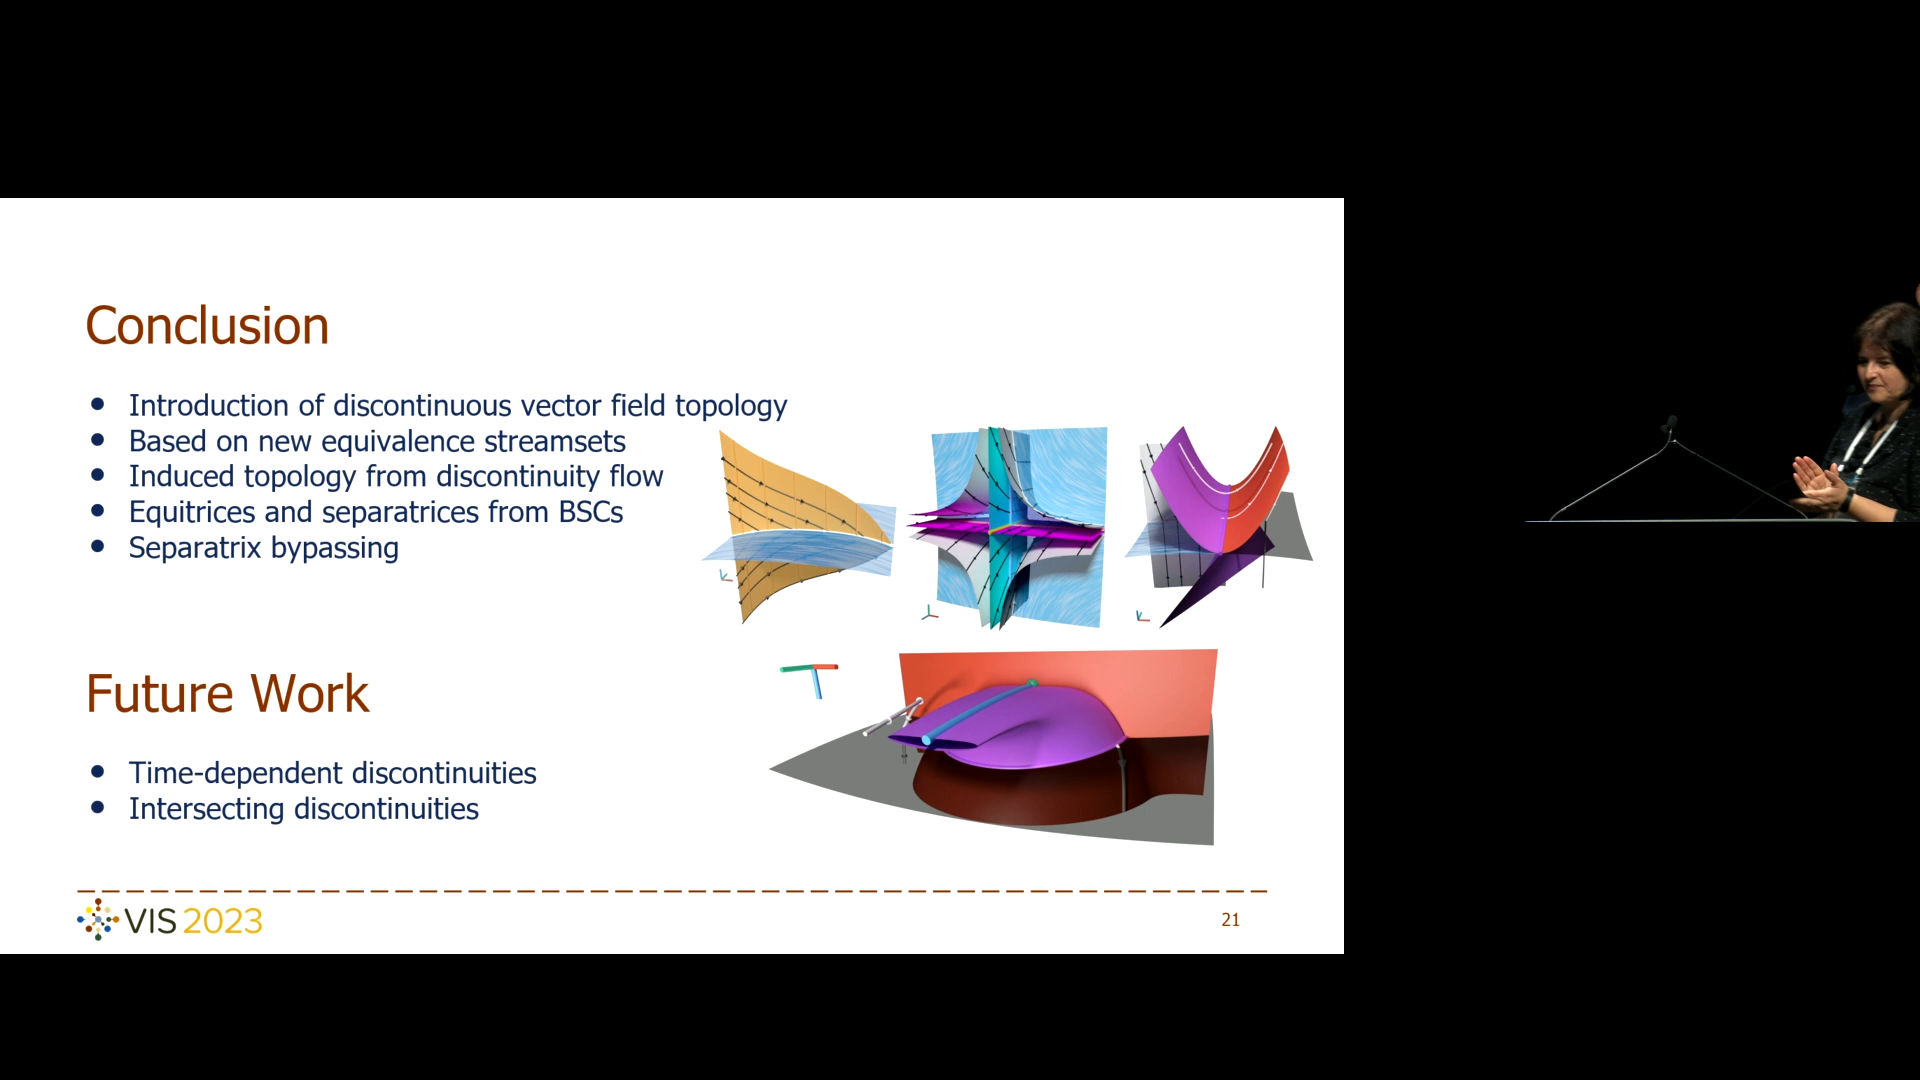 Conclusion
● Introduction of discontinuous vector field topology
● Based on new equivalence streamsets
● Induced topology from discontinuity flow
● Equitrices and separatrices from BSCs
● Separatrix bypassing
Future Work
● Time-dependent discontinuities
● Intersecting discontinuities
VIS 2023
21